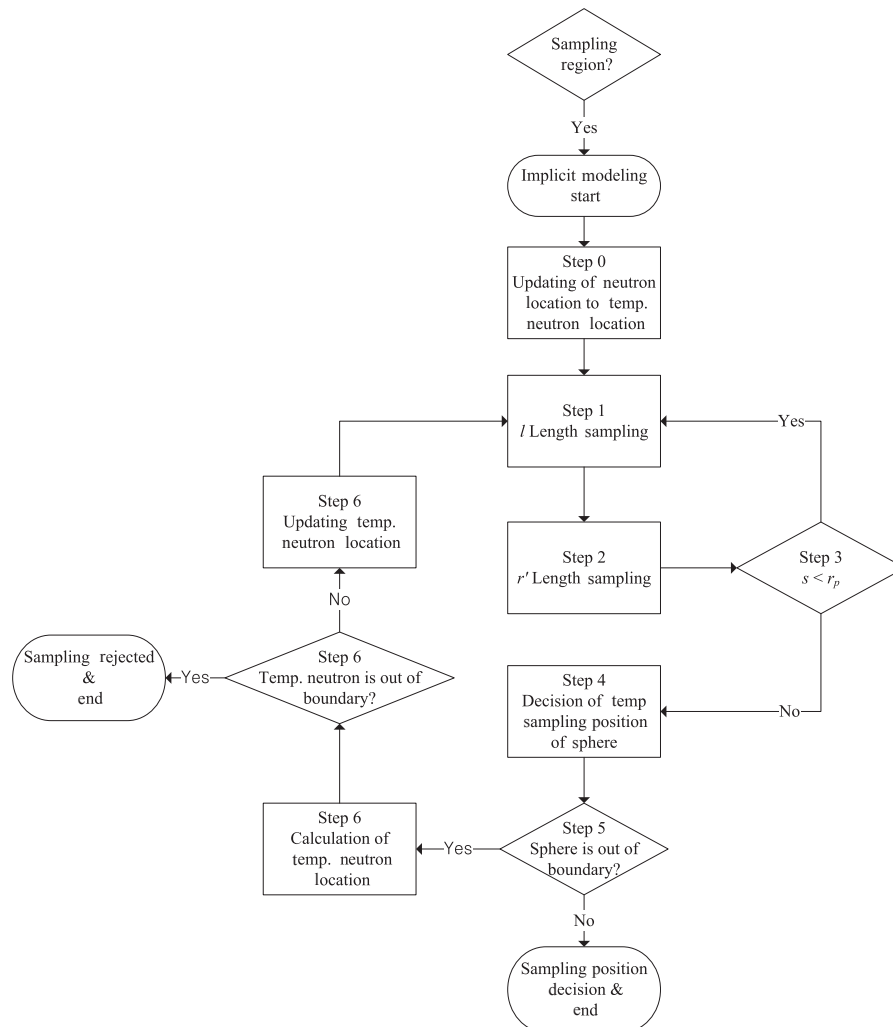 Sampling
region?
Yes
Implicit modeling
start
Step 0
Updating of neutron
location to temp.
neutron location
Step 1
l Length sampling
Yes
Step 6
Updating temp.
neutron location
Step 2
r' Length sampling
Step 3
s < rₚ
No
Sampling rejected
&
end
Yes
Step 6
Temp. neutron is out of
boundary?
Step 4
Decision of temp
sampling position
of sphere
No
Step 6
Calculation of
temp. neutron
location
Yes
Step 5
Sphere is out of
boundary?
No
Sampling position
decision &
end